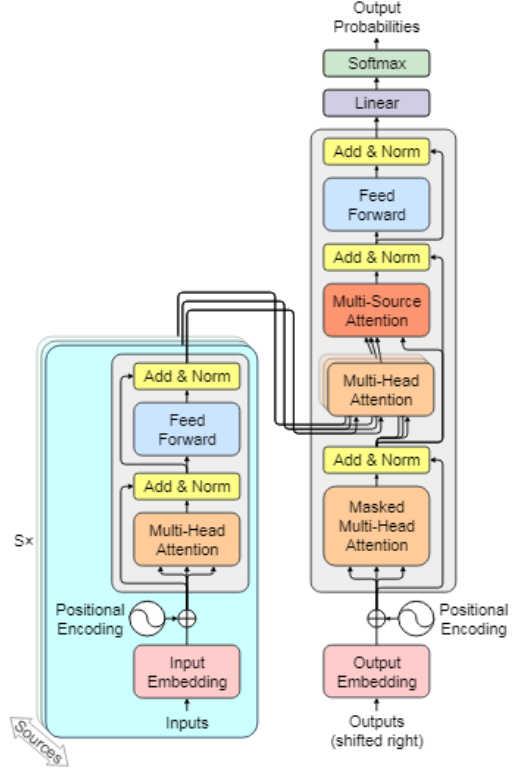 Output
Probabilities
Softmax
Linear
Add & Norm
Feed
Forward
Add & Norm
Multi-Source
Attention
Multi-Head
Attention
Add & Norm
Masked
Multi-Head
Attention
Positional
Encoding
Output
Embedding
Outputs
(shifted right)
Add & Norm
Feed
Forward
Add & Norm
Multi-Head
Attention
S×
Positional
Encoding
Input
Embedding
Inputs
Sources